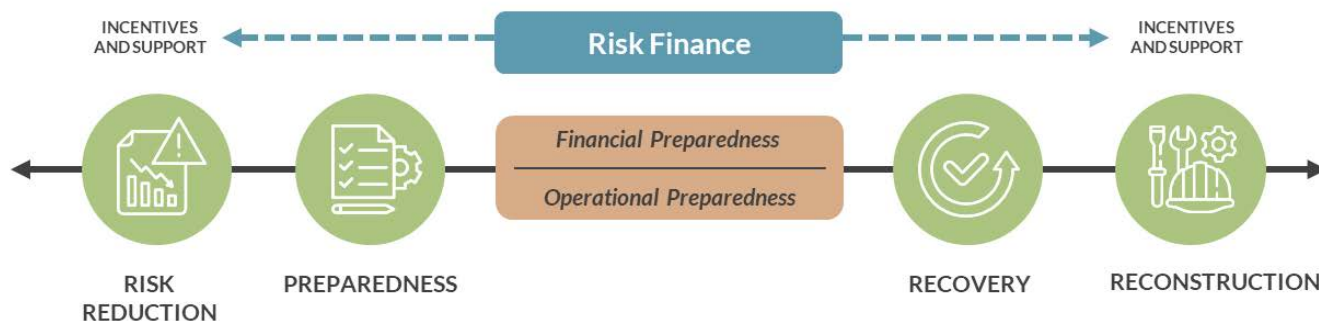 INCENTIVES
AND SUPPORT
Risk Finance
INCENTIVES
AND SUPPORT
Financial Preparedness
Operational Preparedness
RISK
REDUCTION
PREPAREDNESS
RECOVERY
RECONSTRUCTION